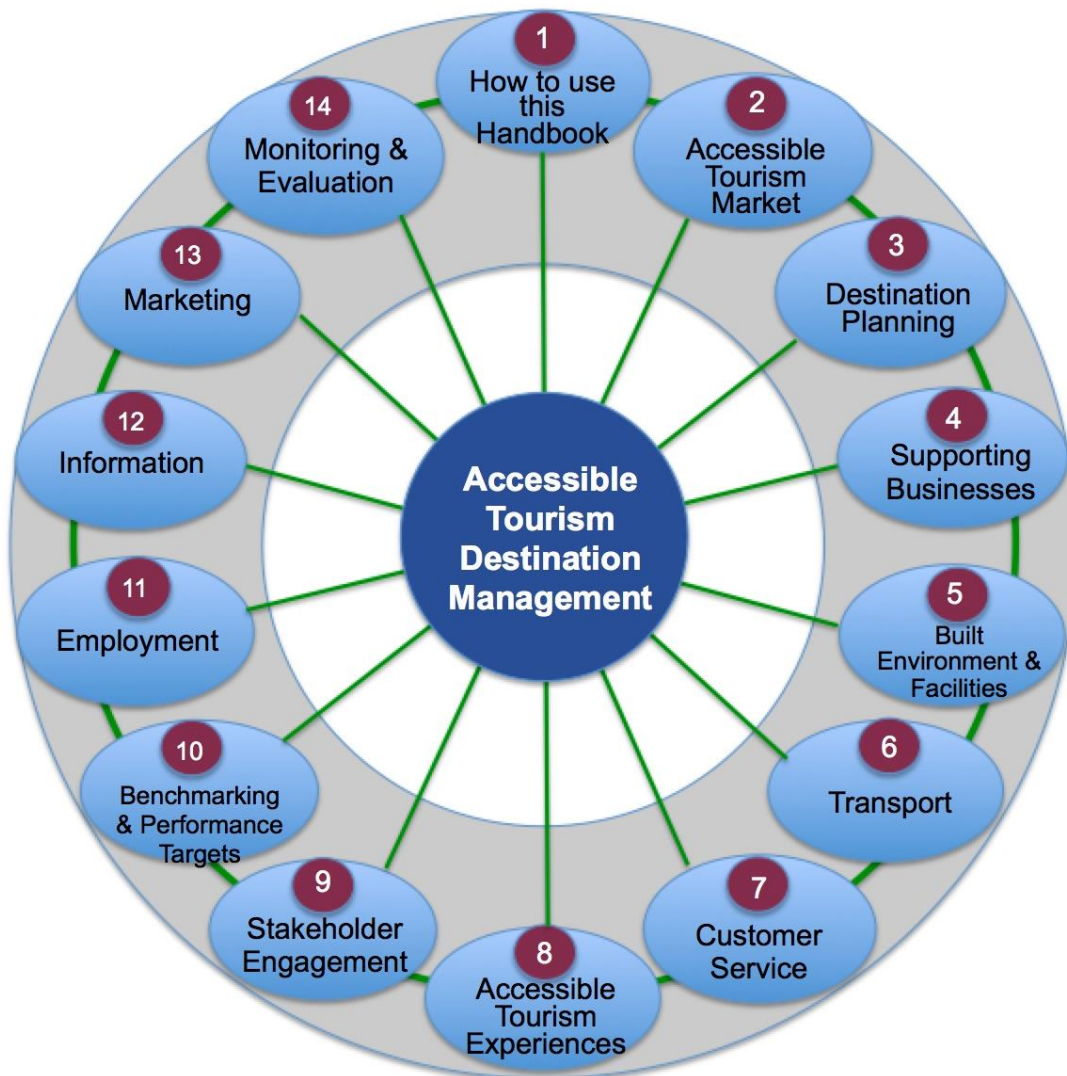 1
How to use
this
Handbook
2
Accessible
Tourism
Market
3
Destination
Planning
4
Supporting
Businesses
5
Built
Environment &
Facilities
6
Transport
7
Customer
Service
8
Accessible
Tourism
Experiences
9
Stakeholder
Engagement
10
Benchmarking
& Performance
Targets
11
Employment
12
Information
13
Marketing
14
Monitoring &
Evaluation
Accessible
Tourism
Destination
Management